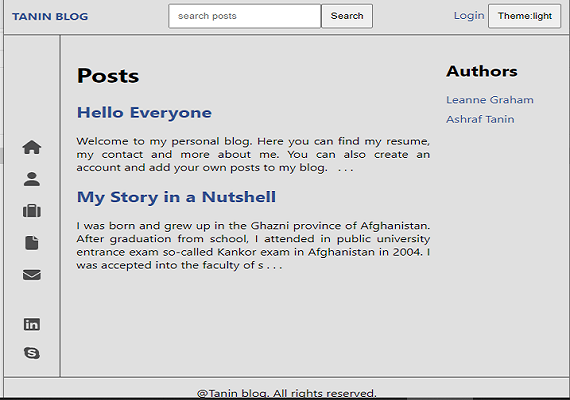 TANIN BLOG
search posts
Search
Login
Theme:light
Posts
Hello Everyone
Welcome to my personal blog. Here you can find my resume,
my contact and more about me. You can also create an
account and add your own posts to my blog. . . .
My Story in a Nutshell
I was born and grew up in the Ghazni province of Afghanistan.
After graduation from school, I attended in public university
entrance exam so-called Kankor exam in Afghanistan in 2004. I
was accepted into the faculty of s . . .
Authors
Leanne Graham
Ashraf Tanin
@Tanin blog. All rights reserved.